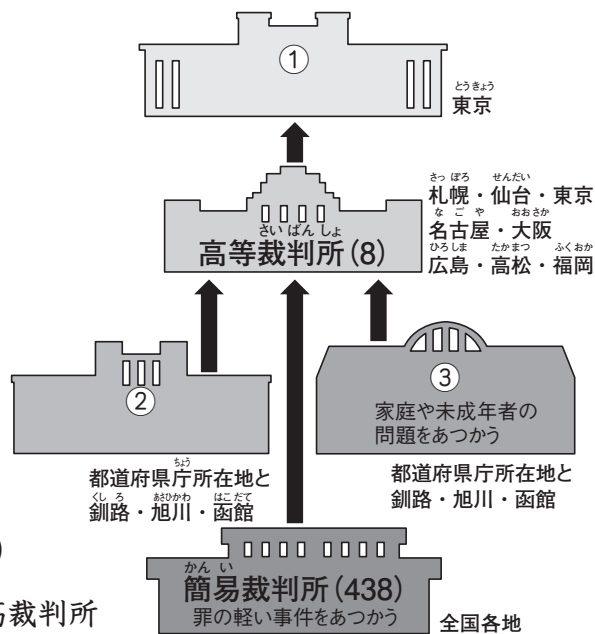 ①
とうきょう
東京
さっぽろ せんだい
札幌・仙台・東京
なごや おおさか
名古屋・大阪
ひろしま たかまつ ふくおか
広島・高松・福岡
さいばんしょ
高等裁判所(8)
②
③
家庭や未成年者の
問題をあつかう
ちょう
都道府県庁所在地と
くしろ あさひかわ はこだて
釧路・旭川・函館
都道府県庁所在地と
釧路・旭川・函館
かんい
簡易裁判所(438)
罪の軽い事件をあつかう
全国各地
)
裁判所